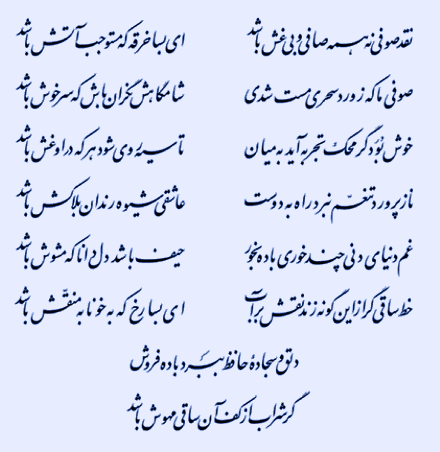 نقد صوفی نه همه صافی و بی‌غش باشد ای بسا خرقه که مستوجب آتش باشد
صوفی ما که ز ورد سحری مست شدی شامگاهش نگران باش که سرخوش باشد
خوش بود گر محک تجربه آید به میان تا سیه روی شود هر که در او غش باشد
نازپرورد تنعم نبرد راه به دوست عاشقی شیوه رندان بلاکش باشد
غم دنیای دنی چند خوری باده بخور حیف باشد دل دانا که مشوش باشد
خط ساقی گر از این گونه زند نقش بر آب ای بسا رخ که به خونابه منقش باشد
دلق و سجادهٔ حافظ ببرد باده فروش
گر شراب از کف آن ساقی مهوش باشد